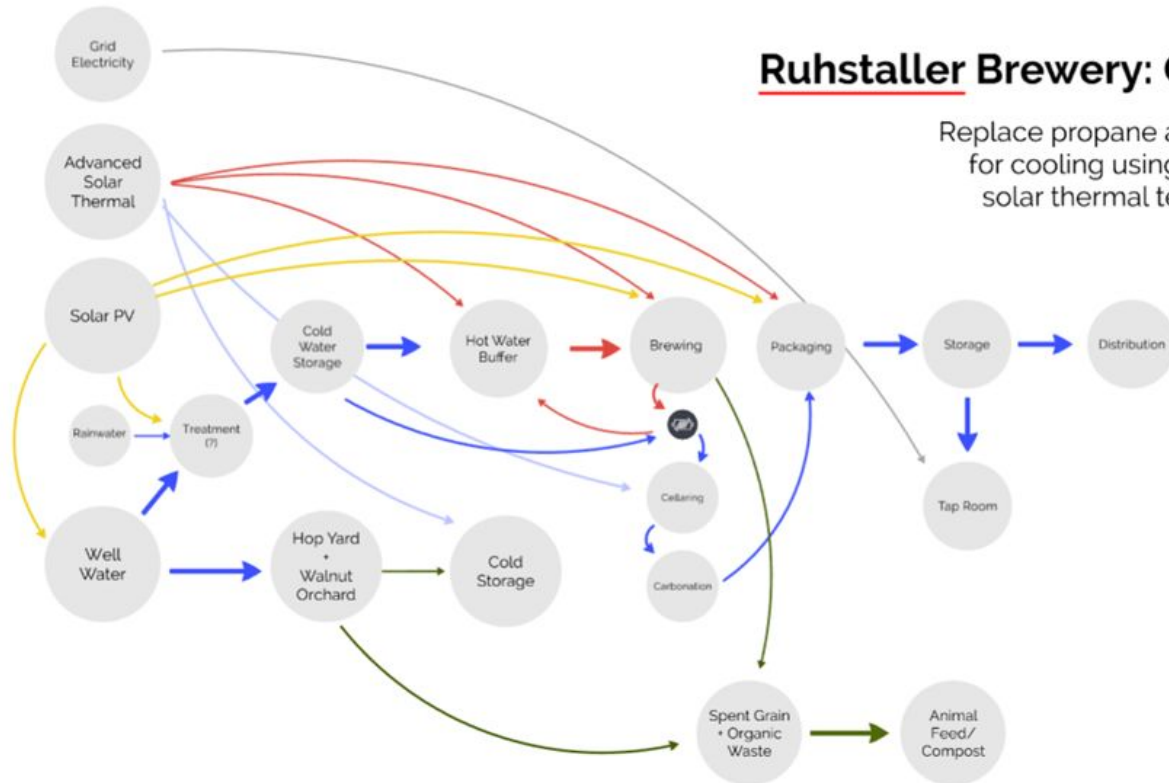 Grid
Electricity
Ruhstaller Brewery:
Replace propane
for cooling using
solar thermal
Advanced
Solar
Thermal
Solar PV
Cold
Water
Storage
Hot Water
Buffer
Brewing
Packaging
Storage
Distribution
Rainwater
Treatment
(?)
Cellaring
Tap Room
Well
Water
Hop Yard
+
Walnut
Orchard
Cold
Storage
Carbonation
Spent Grain
+ Organic
Waste
Animal
Feed/
Compost